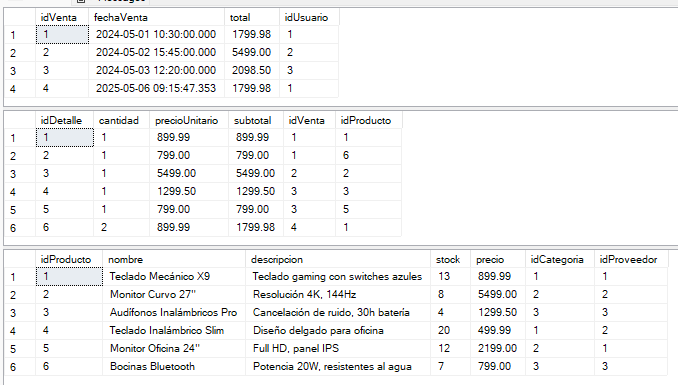 idVenta fechaVenta total idUsuario
1 1 2024-05-01 10:30:00.000 1799.98 1
2 2 2024-05-02 15:45:00.000 5499.00 2
3 3 2024-05-03 12:20:00.000 2098.50 3
4 4 2025-05-06 09:15:47.353 1799.98 1
idDetalle cantidad precioUnitario subtotal idVenta idProducto
1 1 1 899.99 899.99 1 1
2 2 1 799.00 799.00 1 6
3 3 1 5499.00 5499.00 2 2
4 4 1 1299.50 1299.50 3 3
5 5 1 799.00 799.00 3 5
6 6 2 899.99 1799.98 4 1
idProducto nombre descripcion stock precio idCategoria idProveedor
1 1 Teclado Mecánico X9 Teclado gaming con switches azules 13 899.99 1 1
2 2 Monitor Curvo 27" Resolución 4K, 144Hz 8 5499.00 2 2
3 3 Audífonos Inalámbricos Pro Cancelación de ruido, 30h batería 4 1299.50 3 3
4 4 Teclado Inalámbrico Slim Diseño delgado para oficina 20 499.99 1 2
5 5 Monitor Oficina 24" Full HD, panel IPS 12 2199.00 2 1
6 6 Bocinas Bluetooth Potencia 20W, resistentes al agua 7 799.00 3 3